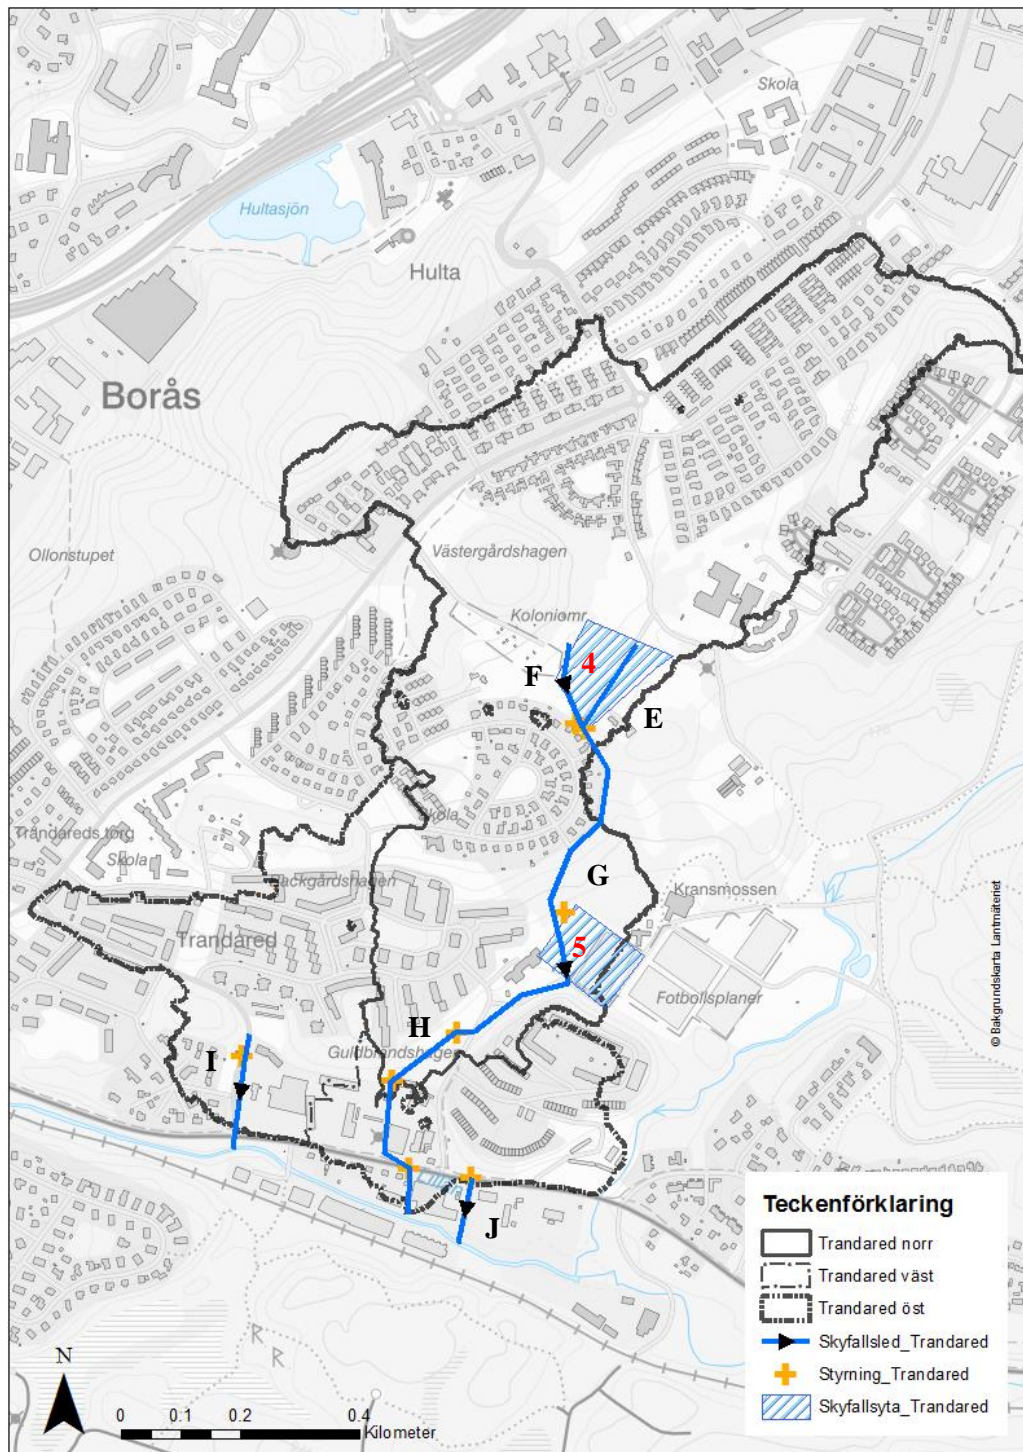 Skola
Hultasjön
Hulta
Borås
Västergårdshagen
Ollonstupet
Koloniomr
4
F
E
Skola
Trandareds torg
Skola
Backgårdshagen
G
Kransmossen
Trandared
5
Fotbollsplaner
© Bakgrundskarta Lantmäteriet
H
Guldbrandshagen
I
J
Teckenförklaring
Trandared norr
Trandared väst
Trandared öst
Skyfallsled_Trandared
Styrning_Trandared
Skyfallsyta_Trandared
N
0 0.1 0.2 0.4
Kilometer